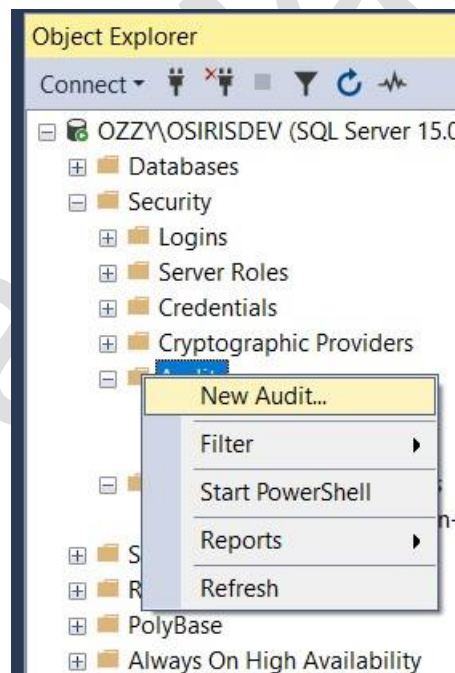 Object Explorer
Connect
OZZY\OSIRISDEV (SQL Server 15.0
Databases
Security
Logins
Server Roles
Credentials
Cryptographic Providers
New Audit...
Filter
Start PowerShell
Reports
Refresh
PolyBase
Always On High Availability